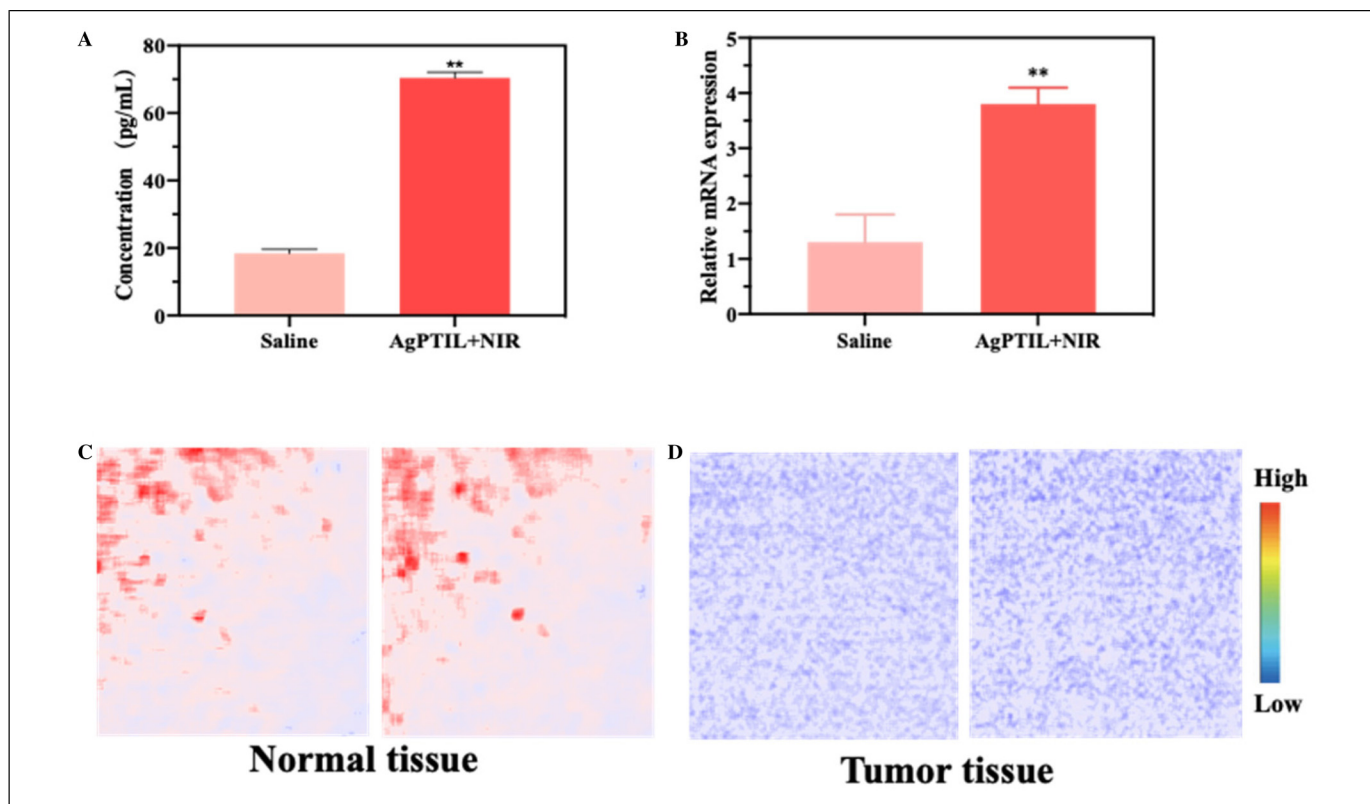 A
Concentration (pg/mL)
80
60
40
20
0
**
Saline
AgPTIL+NIR
B
Relative mRNA expression
5
4
3
2
1
0
**
Saline
AgPTIL+NIR
C
Normal tissue
D
Tumor tissue
High
Low